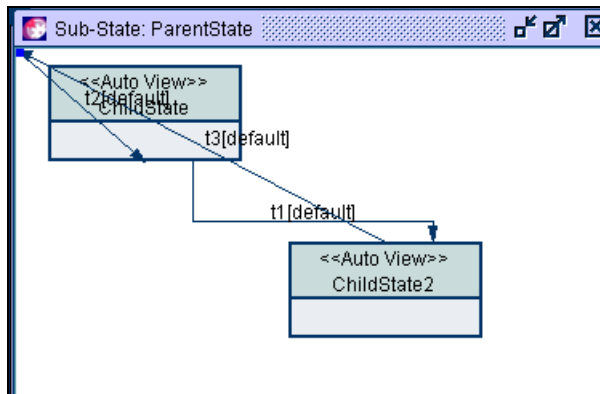 Sub-State: ParentState
<<Auto View>>
t2[default]
ChildState
t3[default]
t1[default]
<<Auto View>>
ChildState2